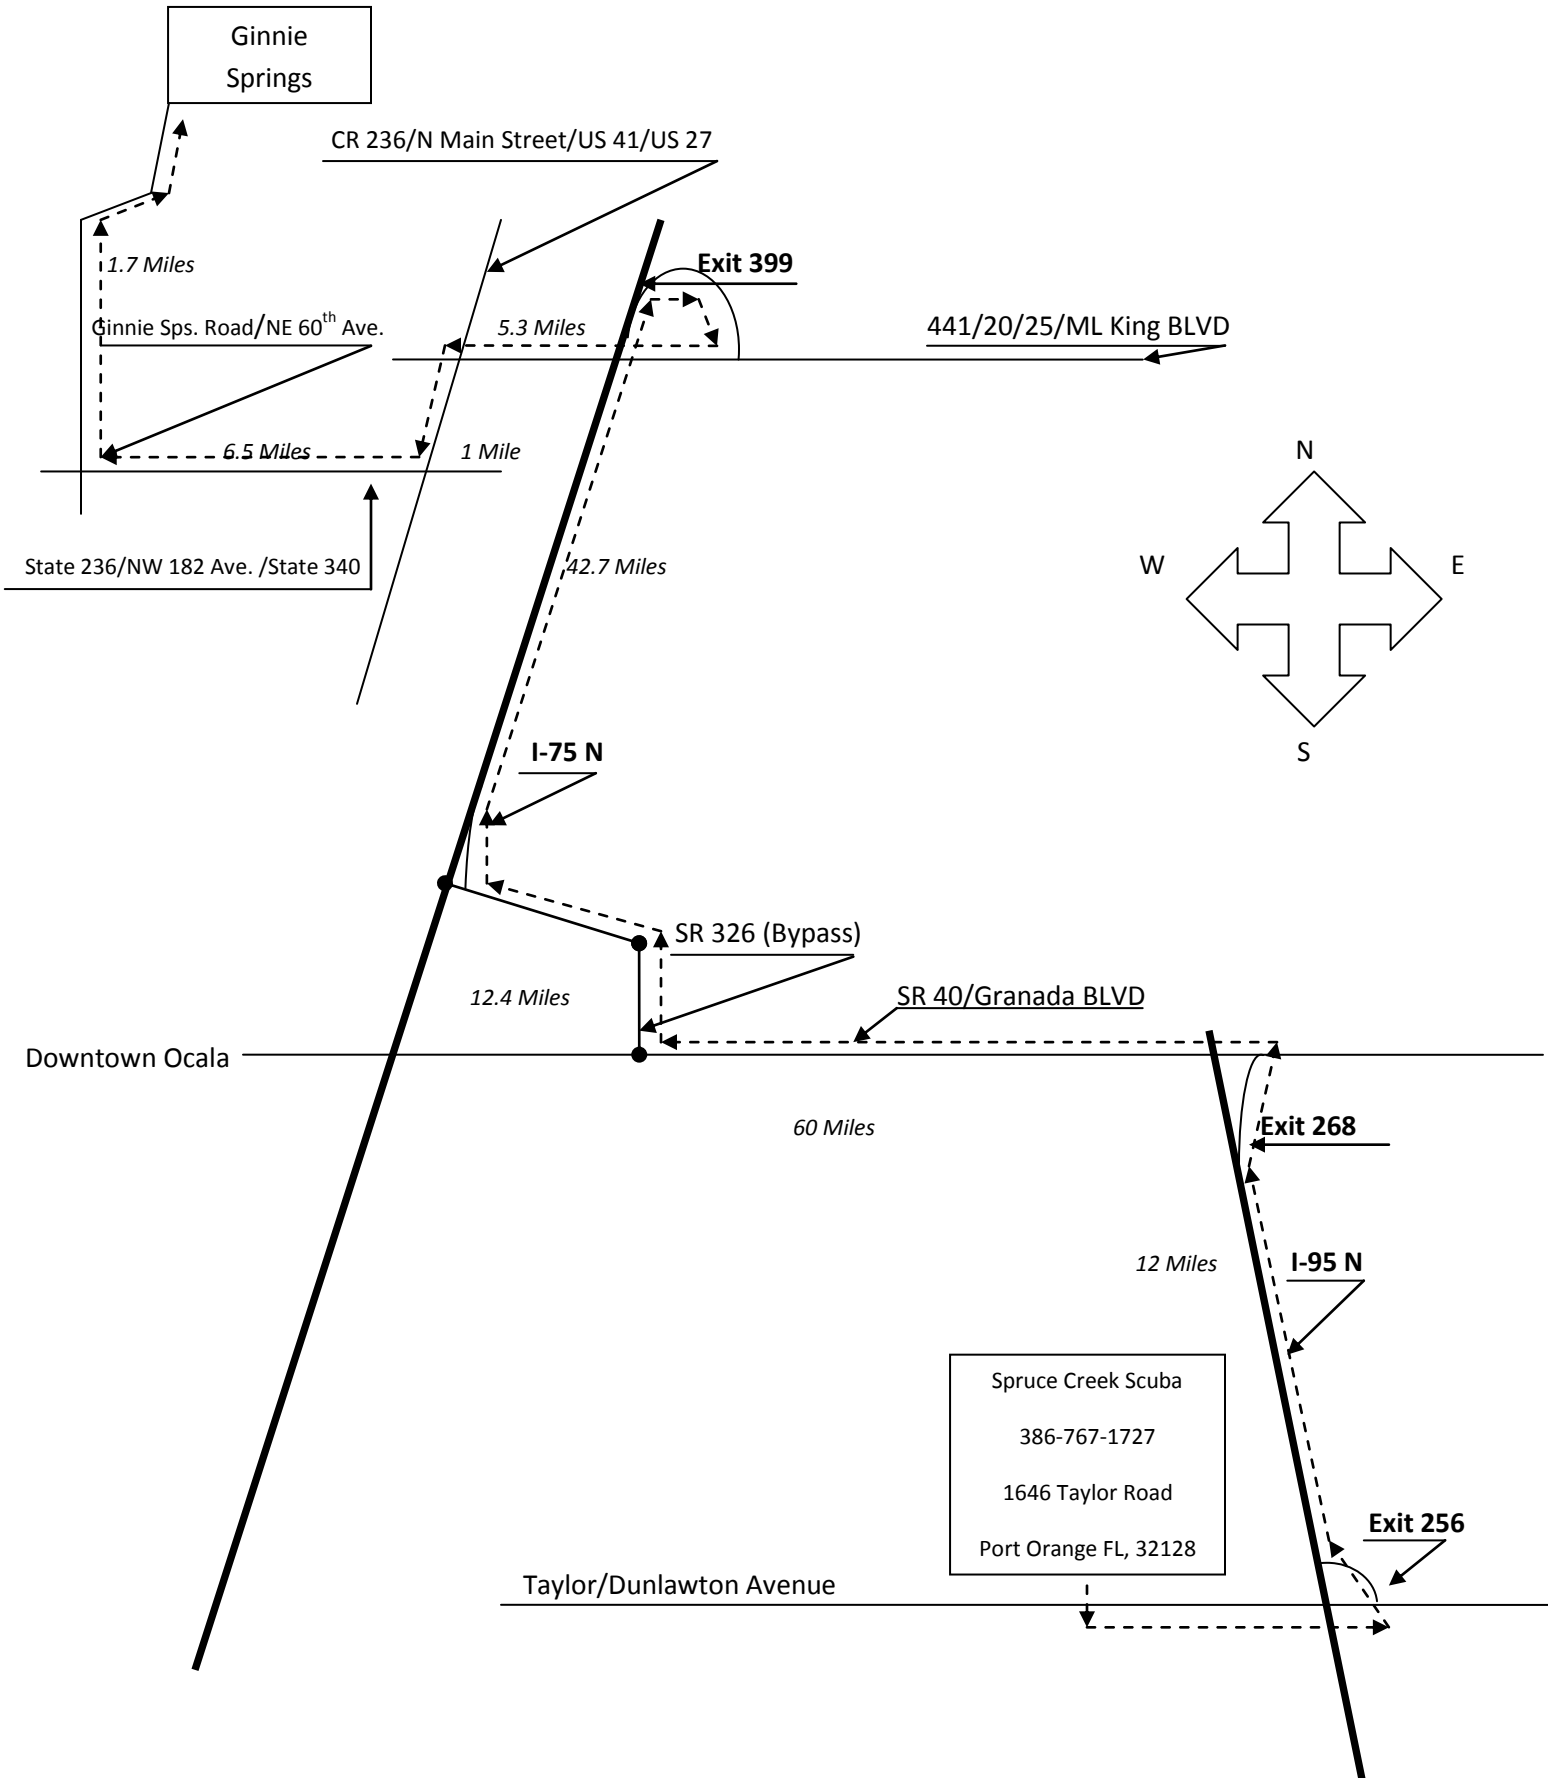 Ginnie
Springs
CR 236/N Main Street/US 41/US 27
Exit 399
1.7 Miles
Ginnie Sps. Road/NE 60th Ave.
5.3 Miles
441/20/25/ML King BLVD
6.5 Miles
1 Mile
N
State 236/NW 182 Ave. /State 340
42.7 Miles
W
E
S
I-75 N
SR 326 (Bypass)
12.4 Miles
SR 40/Granada BLVD
Downtown Ocala
60 Miles
Exit 268
12 Miles
I-95 N
Spruce Creek Scuba
386-767-1727
1646 Taylor Road
Port Orange FL, 32128
Exit 256
Taylor/Dunlawton Avenue